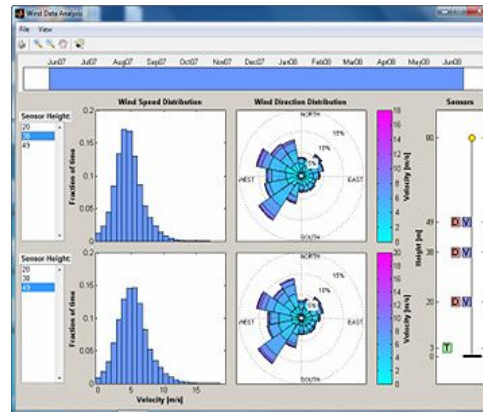 Wind Data Analysis
File View
Jun07 Jul07 Aug07 Sep07 Oct07 Nov07 Dec07 Jan08 Feb08 Mar08 Apr08 May08 Jun08
Wind Speed Distribution Wind Direction Distribution Sensors
Sensor Height:
20
38
49
0.2
0.15
0.1
0.05
0
Fraction of time
NORTH
15%
10%
5%
WEST
EAST
SOUTH
18
16
14
12
10
8
6
4
2
0
Velocity [m/s]
80
49
38
20
3
0
Height [m]
D V
D V
D V
T
Sensor Height:
20
38
49
0.2
0.15
0.1
0.05
0
Fraction of time
0 5 10 15
Velocity [m/s]
NORTH
15%
10%
5%
WEST
EAST
SOUTH
20
18
16
14
12
10
8
6
4
2
0
Velocity [m/s]